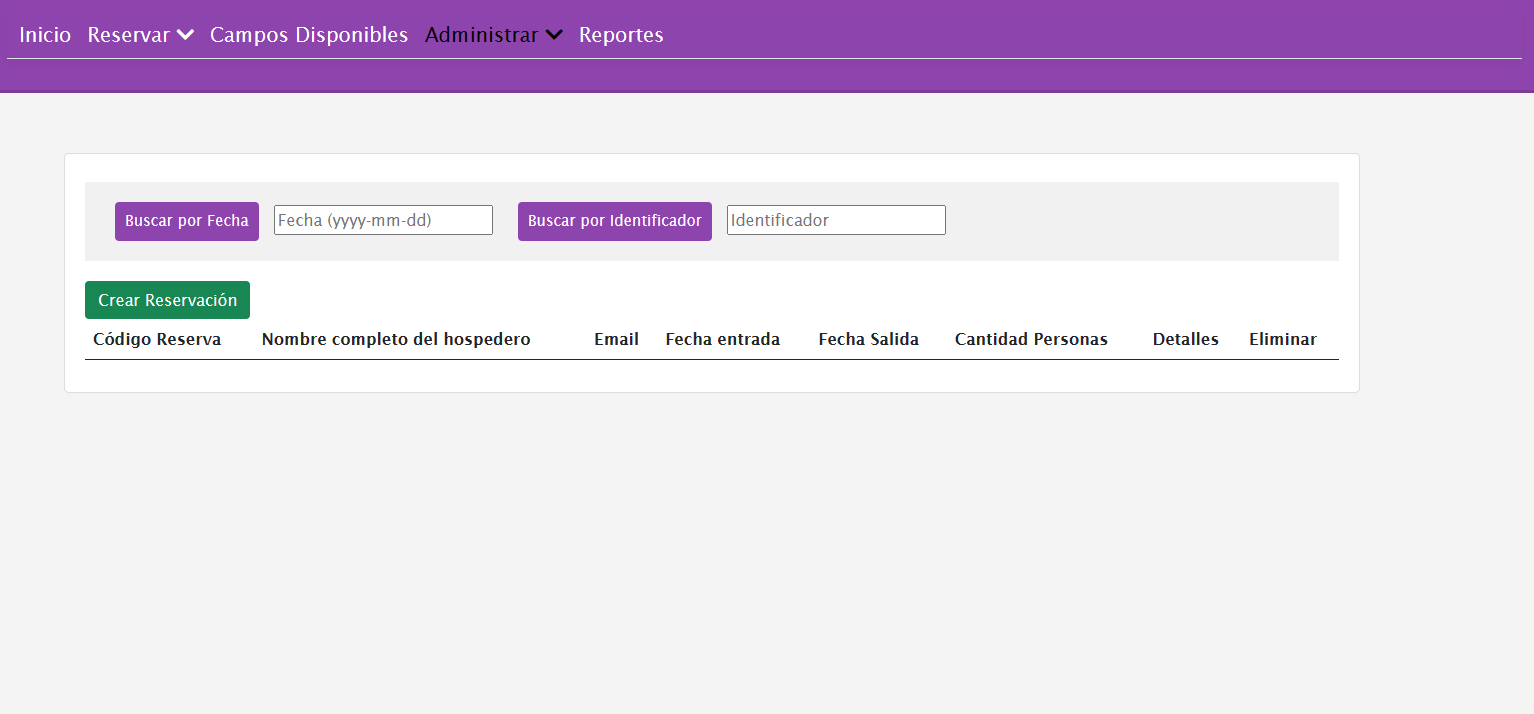 Inicio Reservar Campos Disponibles Administrar Reportes
Buscar por Fecha Fecha (yyyy-mm-dd) Buscar por Identificador Identificador
Crear Reservación
Código Reserva Nombre completo del hospedero Email Fecha entrada Fecha Salida Cantidad Personas Detalles Eliminar